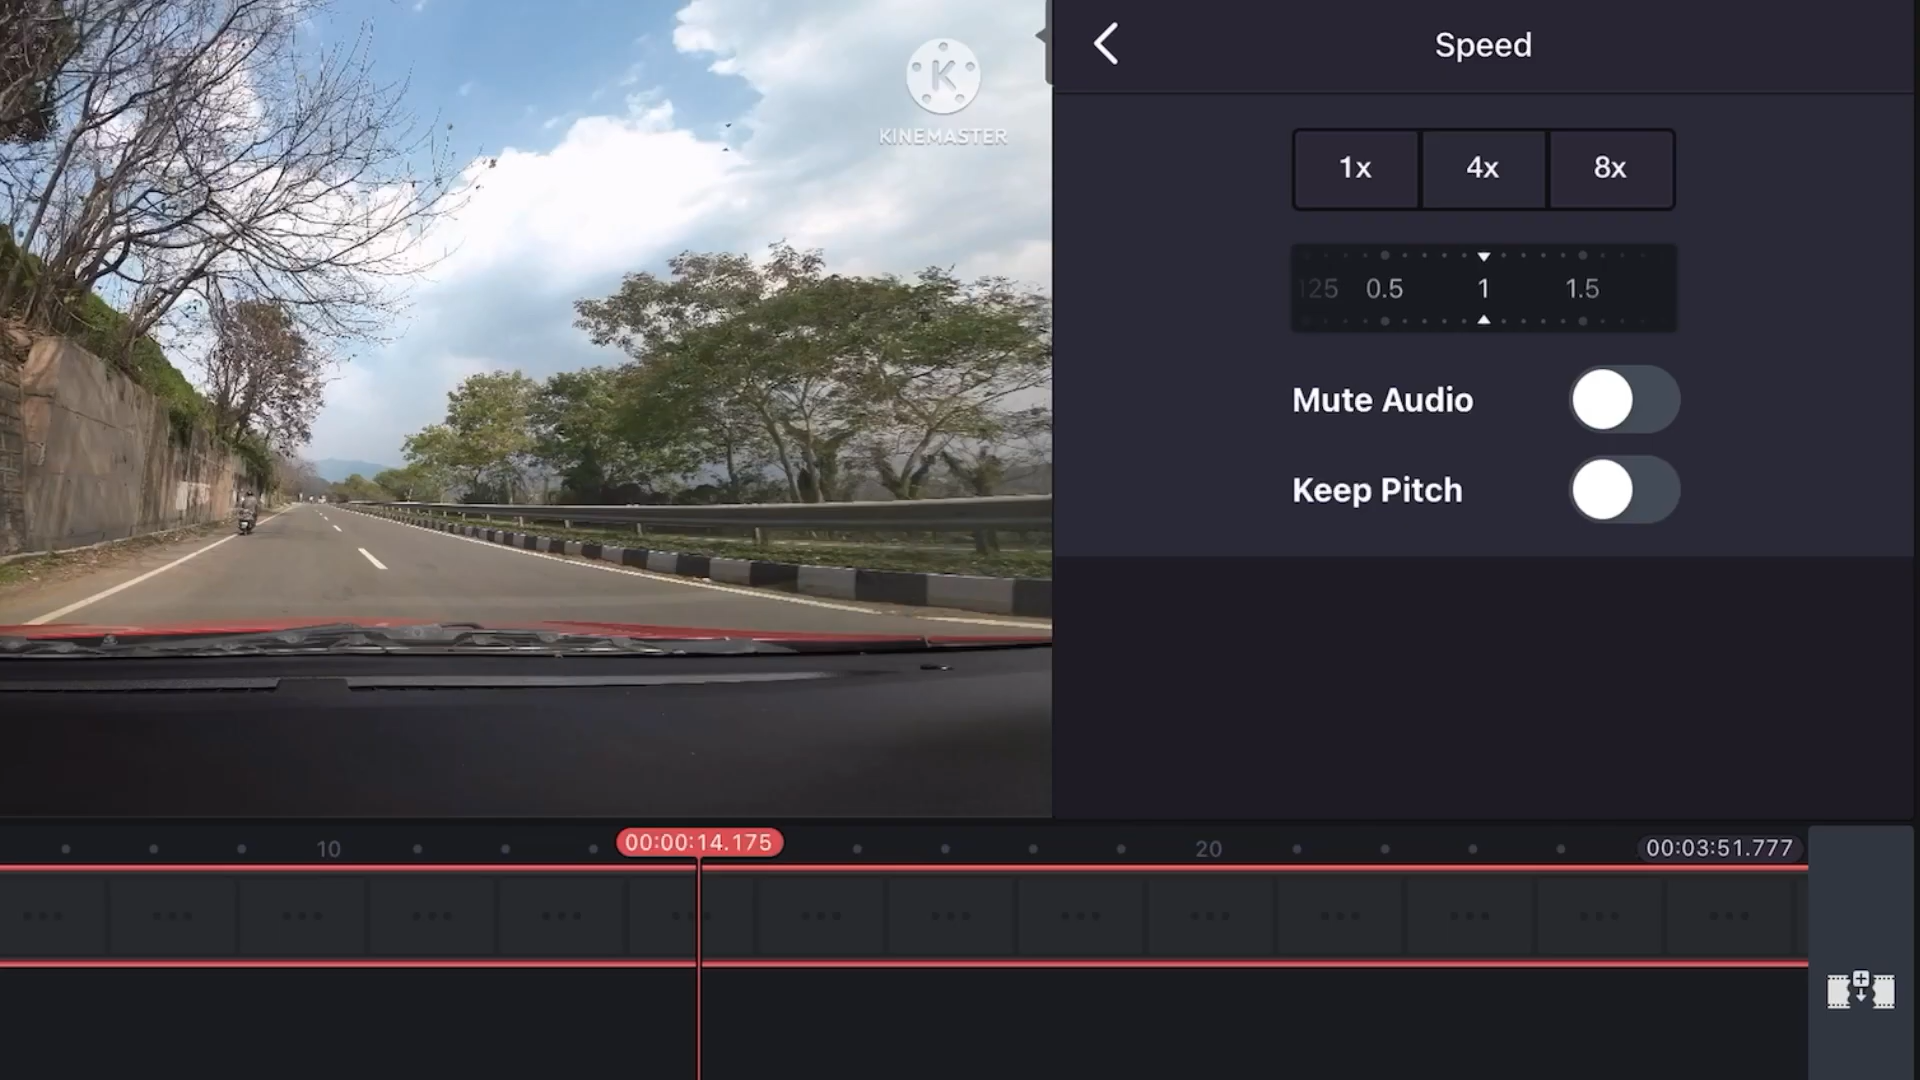 K
KINEMASTER
Speed
1x 4x 8x
125 0.5 1 1.5
Mute Audio
Keep Pitch
10 00:00:14.175 20 00:03:51.777